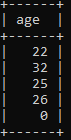 +------+
| age  |
+------+
|   22 |
|   32 |
|   25 |
|   26 |
|    0 |
+------+